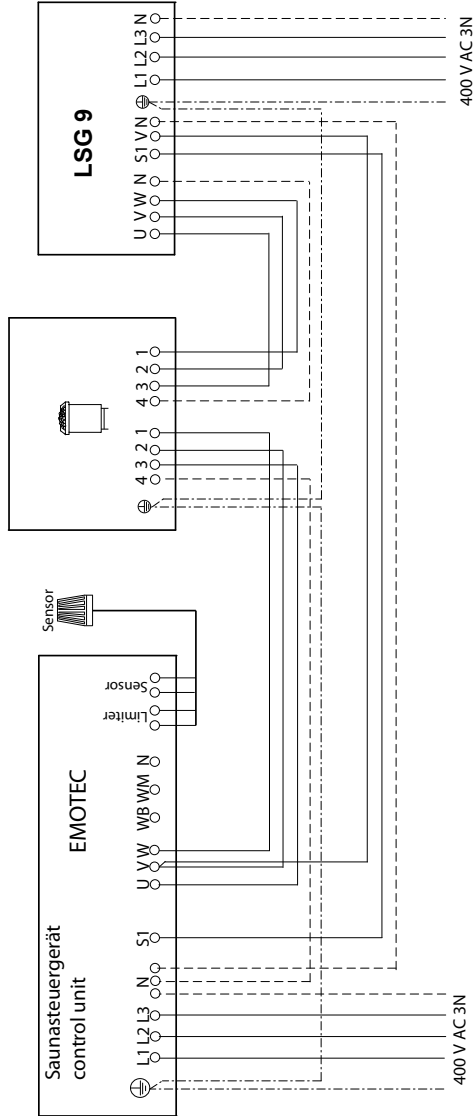 Saunasteuergerät
control unit
EMOTEC
L1 L2 L3 N S1 U V W WB WM N Limiter Sensor
400 V AC 3N
Sensor
4 3 2 1 4 3 2 1
LSG 9
U V W N S1 V N L1 L2 L3 N
400 V AC 3N